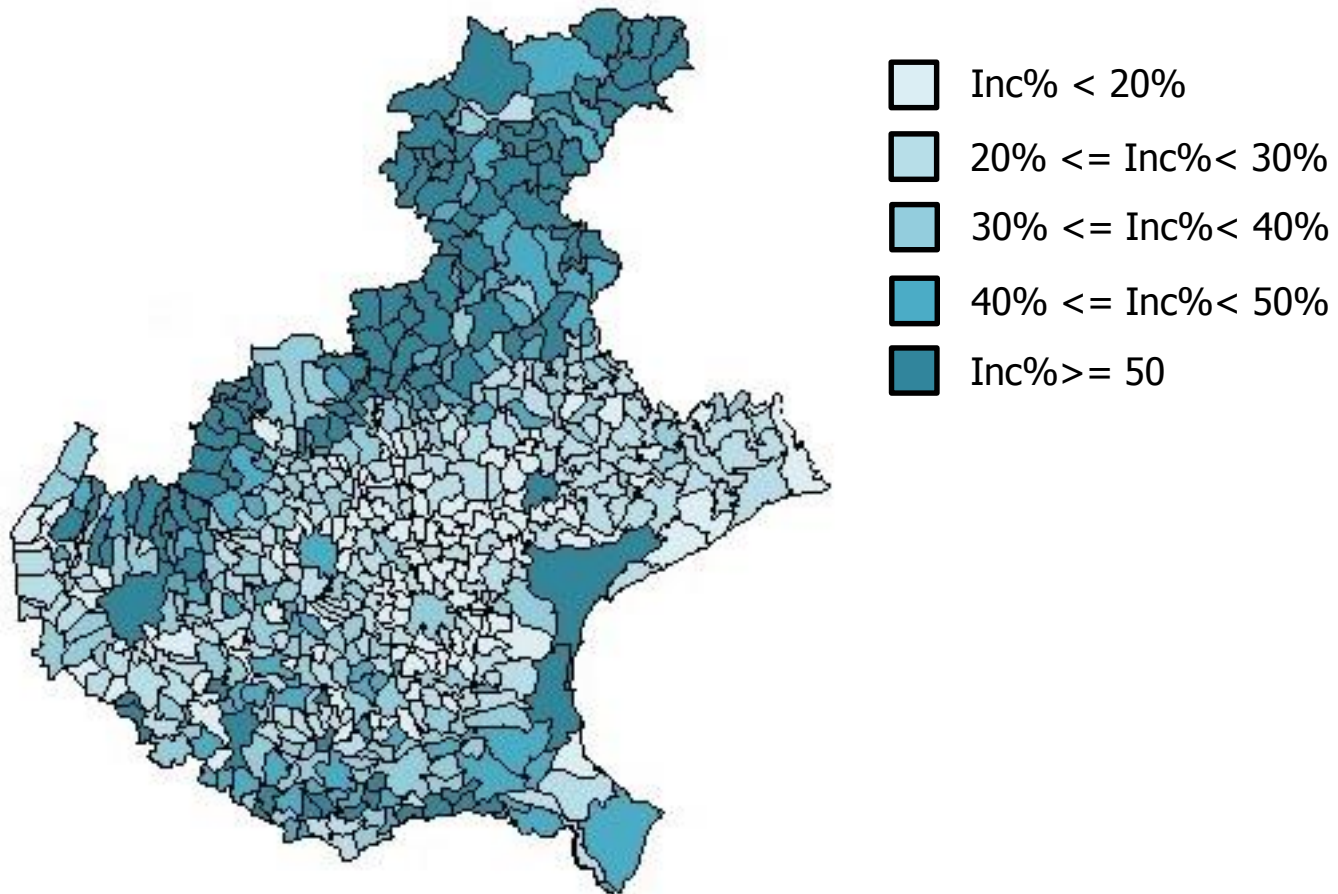 Inc% < 20%
20% <= Inc%< 30%
30% <= Inc%< 40%
40% <= Inc%< 50%
Inc%>= 50